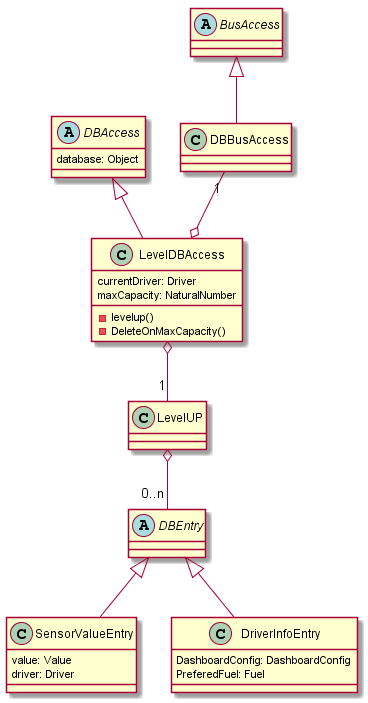 A BusAccess
A DBAccess
database: Object
C DBBusAccess
1
C LevelDBAccess
currentDriver: Driver
maxCapacity: NaturalNumber
levelup()
DeleteOnMaxCapacity()
1
C LevelUP
0..n
A DBEntry
C SensorValueEntry
value: Value
driver: Driver
C DriverInfoEntry
DashboardConfig: DashboardConfig
PreferedFuel: Fuel